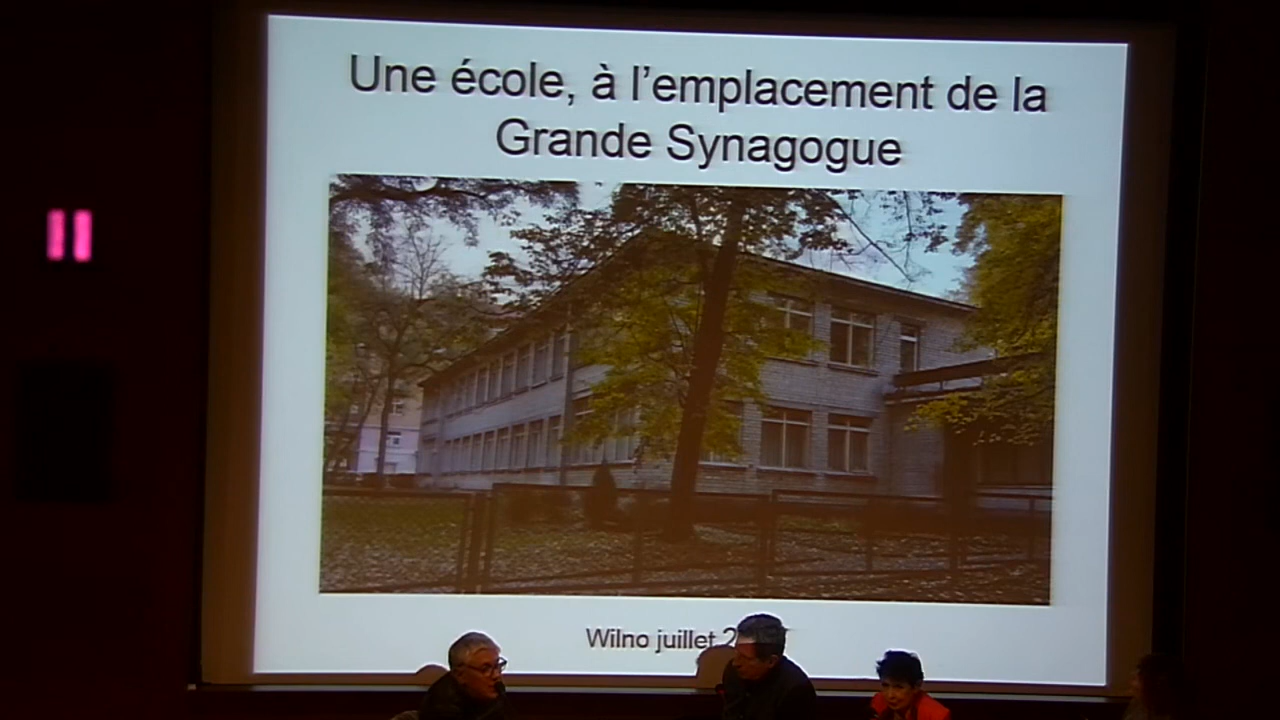 Une école, à l'emplacement de la
Grande Synagogue
Wilno juillet